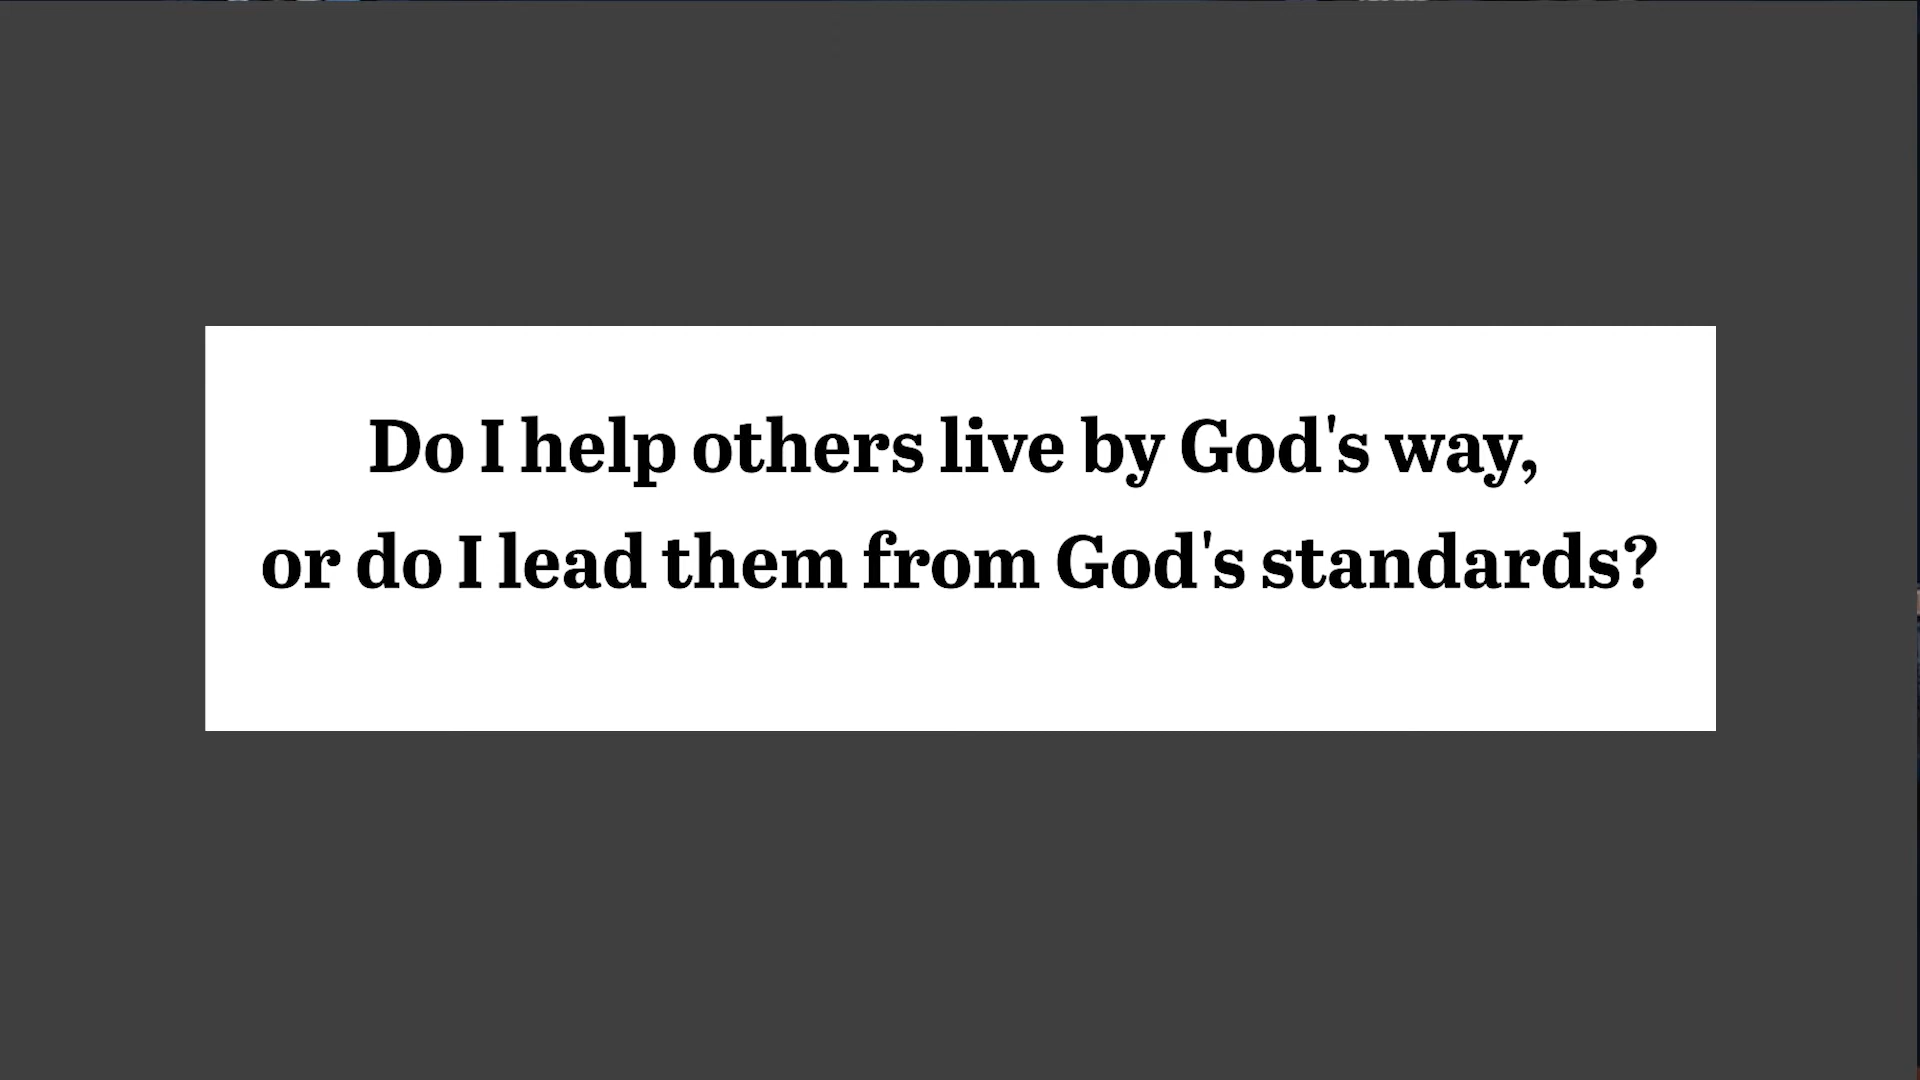 Do I help others live by God's way,
or do I lead them from God's standards?